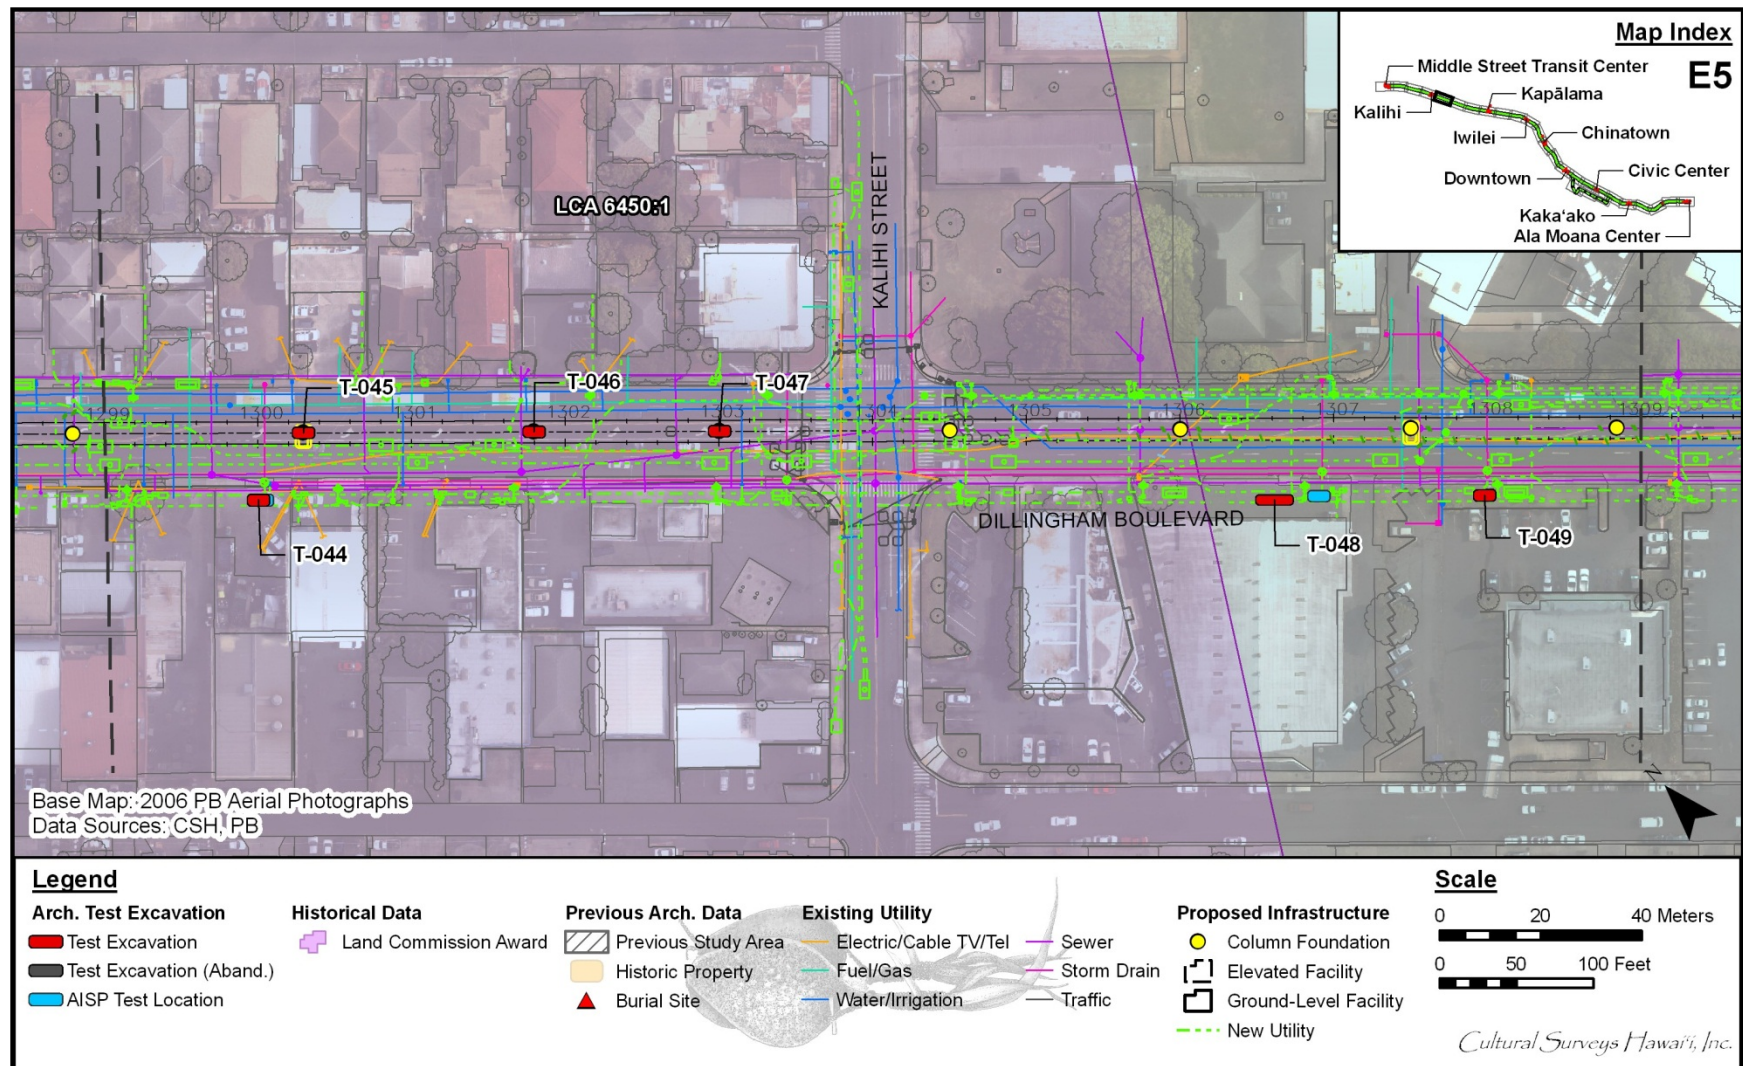 Map Index
E5
Middle Street Transit Center
Kalihi
Kapālama
Iwilei
Chinatown
Downtown
Civic Center
Kaka‘ako
Ala Moana Center
LCA 6450:1
KALIHI STREET
T-045
T-046
T-047
1299
1300
1301
1302
1303
1304
1305
1306
1307
1308
1309
DILLINGHAM BOULEVARD
T-044
T-048
T-049
N
Base Map: 2006 PB Aerial Photographs
Data Sources: CSH, PB
Legend
Arch. Test Excavation
Test Excavation
Test Excavation (Aband.)
AISP Test Location
Historical Data
Land Commission Award
Previous Arch. Data
Previous Study Area
Historic Property
Burial Site
Existing Utility
Electric/Cable TV/Tel
Fuel/Gas
Water/Irrigation
Sewer
Storm Drain
Traffic
Proposed Infrastructure
Column Foundation
Elevated Facility
Ground-Level Facility
New Utility
Scale
0 20 40 Meters
0 50 100 Feet
Cultural Surveys Hawai‘i, Inc.